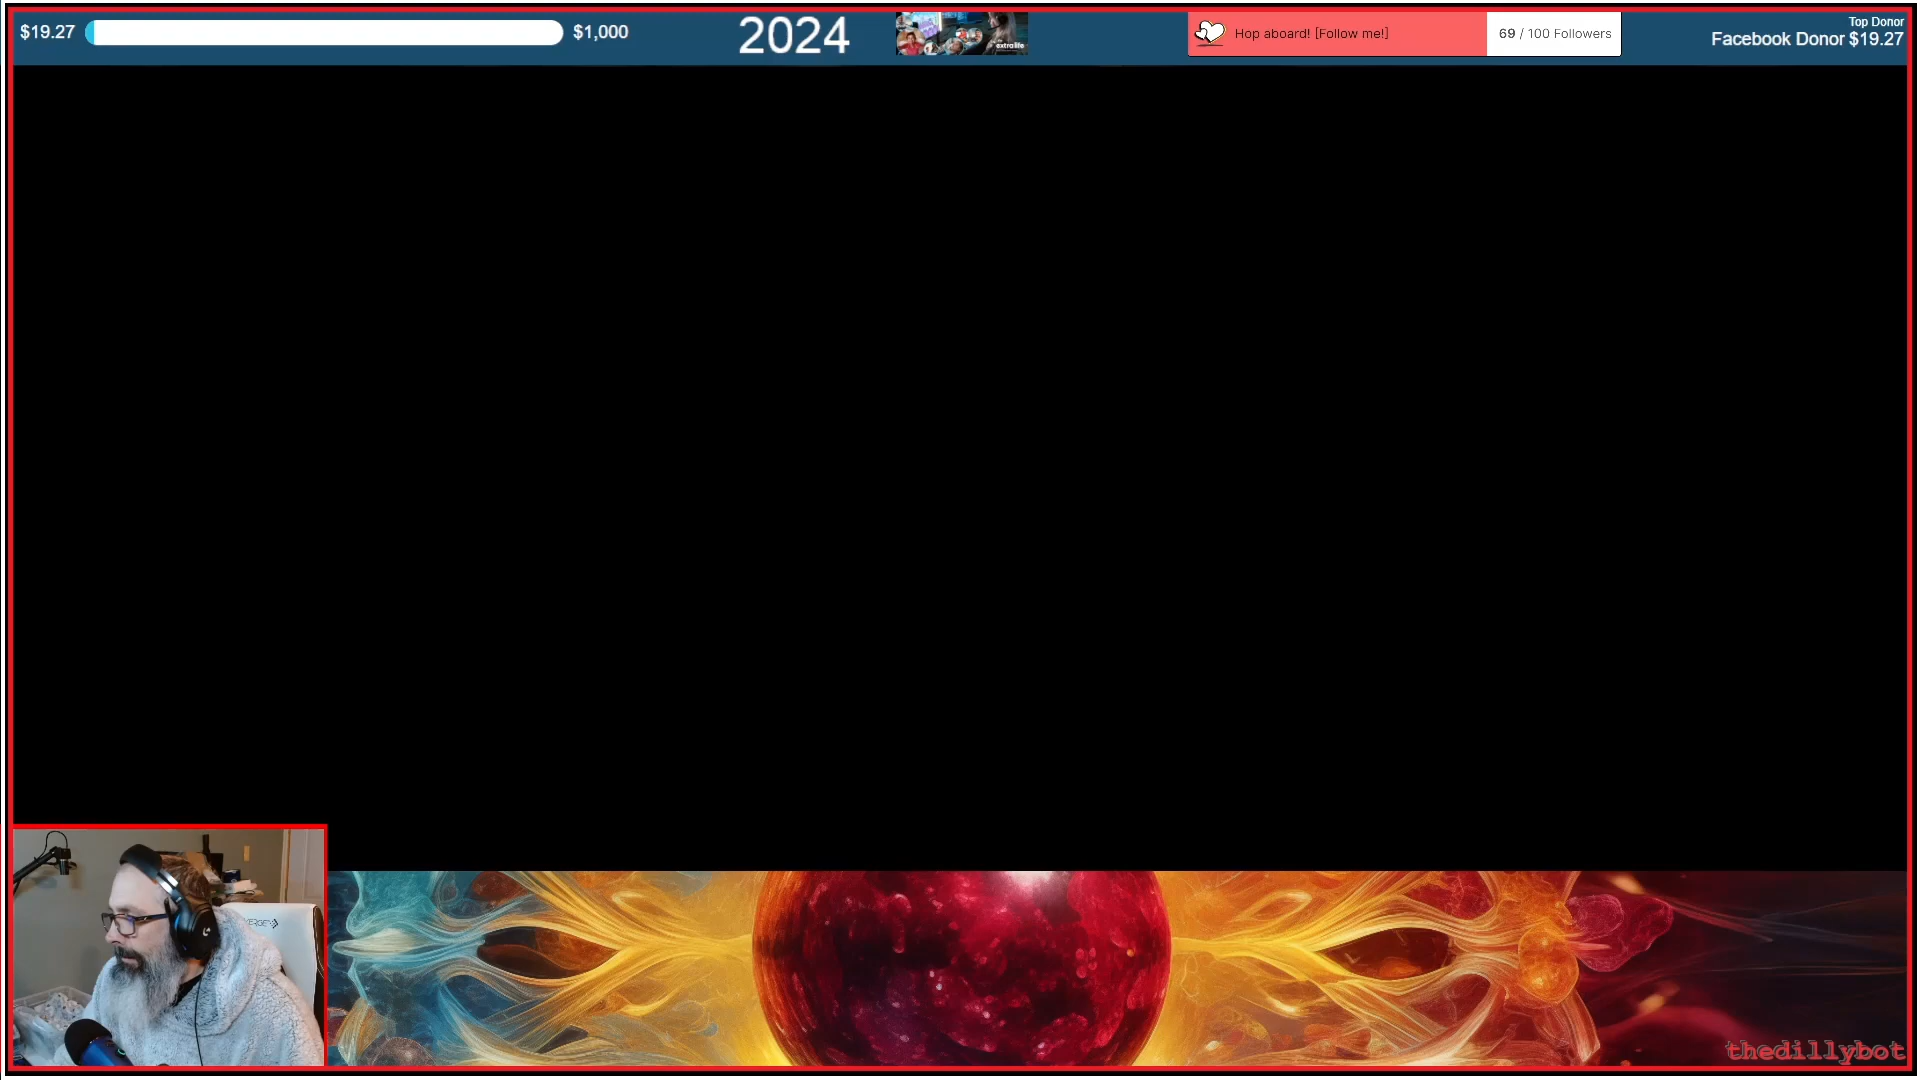 $19.27
$1,000
2024
extralife
Hop aboard! [Follow me!]
69 / 100 Followers
Top Donor
Facebook Donor $19.27
thedillybot